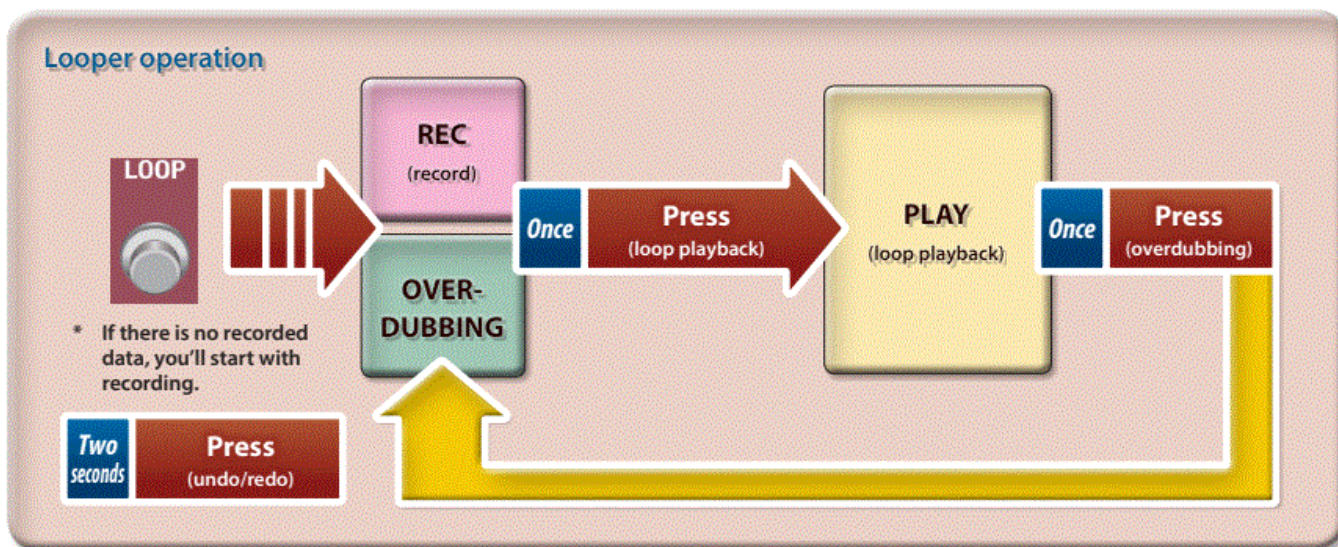 Looper operation
LOOP
* If there is no recorded
data, you'll start with
recording.
REC
(record)
OVER-
DUBBING
Once
Press
(loop playback)
PLAY
(loop playback)
Once
Press
(overdubbing)
Two
seconds
Press
(undo/redo)